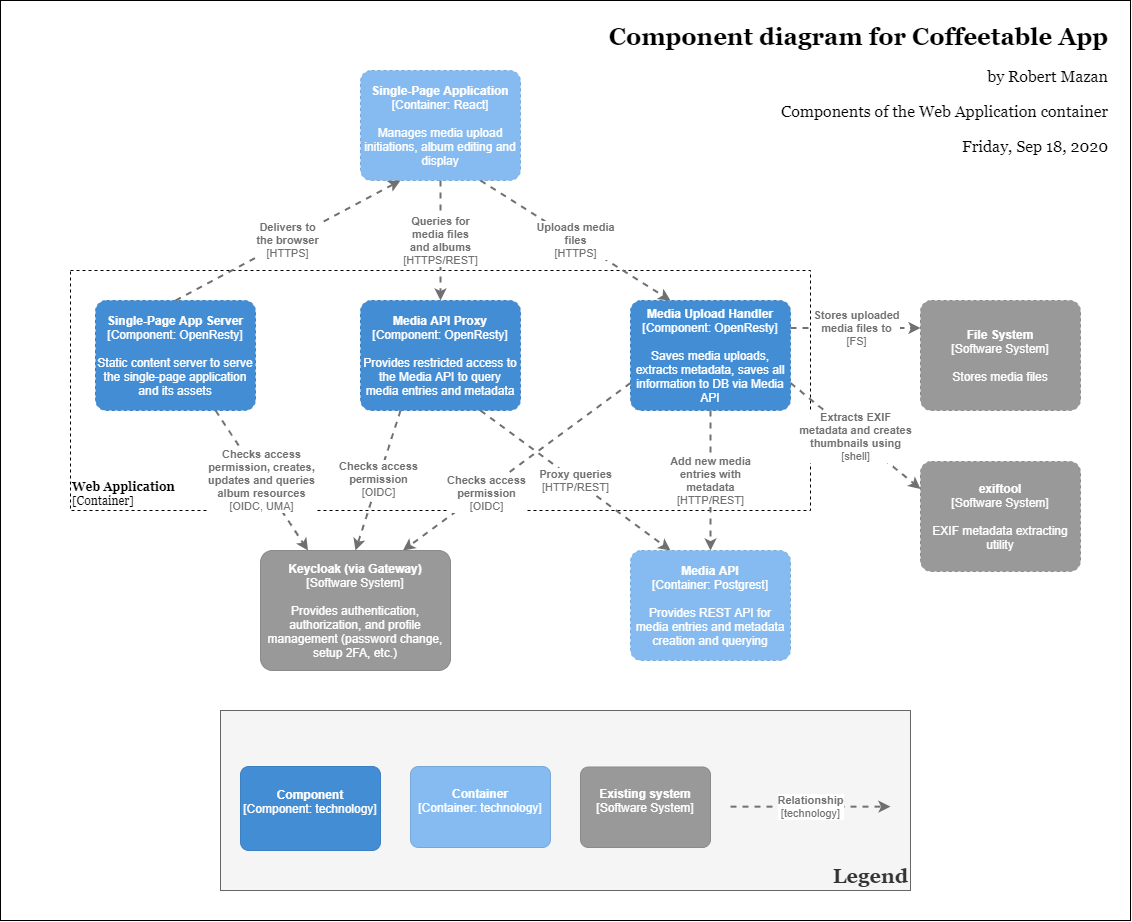 Component diagram for Coffeetable App
by Robert Mazan
Components of the Web Application container
Friday, Sep 18, 2020
Single-Page Application
[Container: React]
Manages media upload
initiations, album editing and
display
Delivers to
the browser
[HTTPS]
Queries for
media files
and albums
[HTTPS/REST]
Uploads media
files
[HTTPS]
Single-Page App Server
[Component: OpenResty]
Static content server to serve
the single-page application
and its assets
Media API Proxy
[Component: OpenResty]
Provides restricted access to
the Media API to query
media entries and metadata
Media Upload Handler
[Component: OpenResty]
Saves media uploads,
extracts metadata, saves all
information to DB via Media
API
Stores uploaded
media files to
[FS]
File System
[Software System]
Stores media files
Extracts EXIF
metadata and creates
thumbnails using
[shell]
Checks access
permission, creates,
updates and queries
album resources
[OIDC, UMA]
Checks access
permission
[OIDC]
Checks access
permission
[OIDC]
Proxy queries
[HTTP/REST]
Add new media
entries with
metadata
[HTTP/REST]
Web Application
[Container]
exiftool
[Software System]
EXIF metadata extracting
utility
Keycloak (via Gateway)
[Software System]
Provides authentication,
authorization, and profile
management (password change,
setup 2FA, etc.)
Media API
[Container: Postgrest]
Provides REST API for
media entries and metadata
creation and querying
Component
[Component: technology]
Container
[Container: technology]
Existing system
[Software System]
Relationship
[technology]
Legend